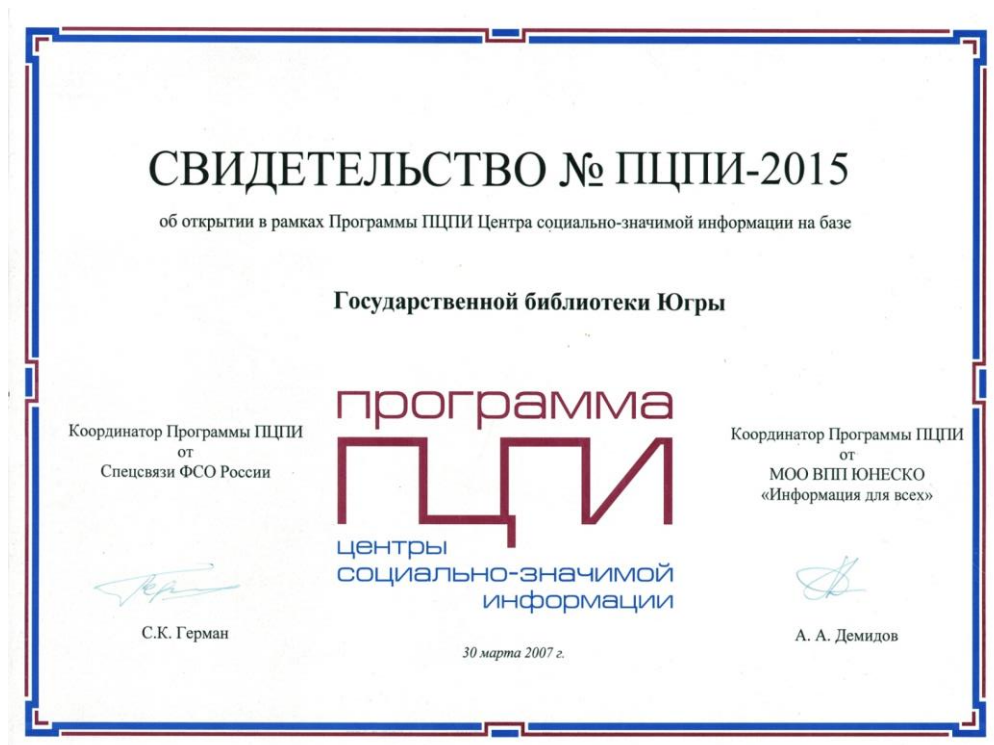 СВИДЕТЕЛЬСТВО № ПЦПИ-2015
об открытии в рамках Программы ПЦПИ Центра социально-значимой информации на базе
Государственной библиотеки Югры
Координатор Программы ПЦПИ
от
Спецсвязи ФСО России
С.К. Герман
программа
ПЦПИ
центры
социально-значимой
информации
30 марта 2007 г.
Координатор Программы ПЦПИ
от
МОО ВПП ЮНЕСКО
«Информация для всех»
А. А. Демидов